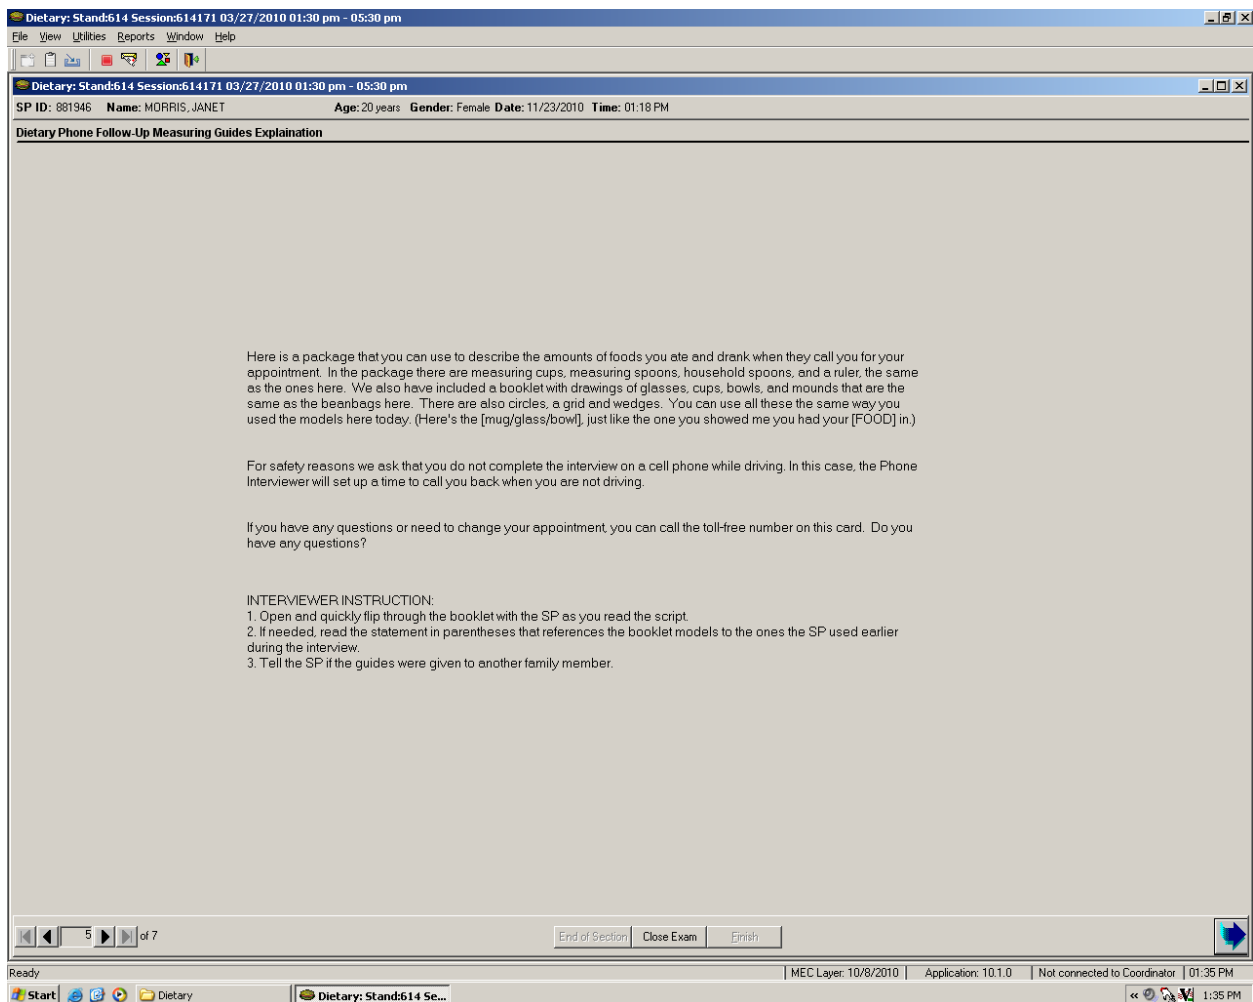 Dietary: Stand:614 Session:614171 03/27/2010 01:30 pm - 05:30 pm
File View Utilities Reports Window Help
Dietary: Stand:614 Session:614171 03/27/2010 01:30 pm - 05:30 pm
SP ID: 881946 Name: MORRIS, JANET Age: 20 years Gender: Female Date: 11/23/2010 Time: 01:18 PM
Dietary Phone Follow-Up Measuring Guides Explaination
Here is a package that you can use to describe the amounts of foods you ate and drank when they call you for your
appointment. In the package there are measuring cups, measuring spoons, household spoons, and a ruler, the same
as the ones here. We also have included a booklet with drawings of glasses, cups, bowls, and mounds that are the
same as the beanbags here. There are also circles, a grid and wedges. You can use all these the same way you
used the models here today. (Here's the [mug/glass/bowl], just like the one you showed me you had your [FOOD] in.)
For safety reasons we ask that you do not complete the interview on a cell phone while driving. In this case, the Phone
Interviewer will set up a time to call you back when you are not driving.
If you have any questions or need to change your appointment, you can call the toll-free number on this card. Do you
have any questions?
INTERVIEWER INSTRUCTION:
1. Open and quickly flip through the booklet with the SP as you read the script.
2. If needed, read the statement in parentheses that references the booklet models to the ones the SP used earlier
during the interview.
3. Tell the SP if the guides were given to another family member.
5 of 7 End of Section Close Exam Finish
Ready MEC Layer: 10/8/2010 Application: 10.1.0 Not connected to Coordinator 01:35 PM
Start Dietary Dietary: Stand:614 Se... « 1:35 PM